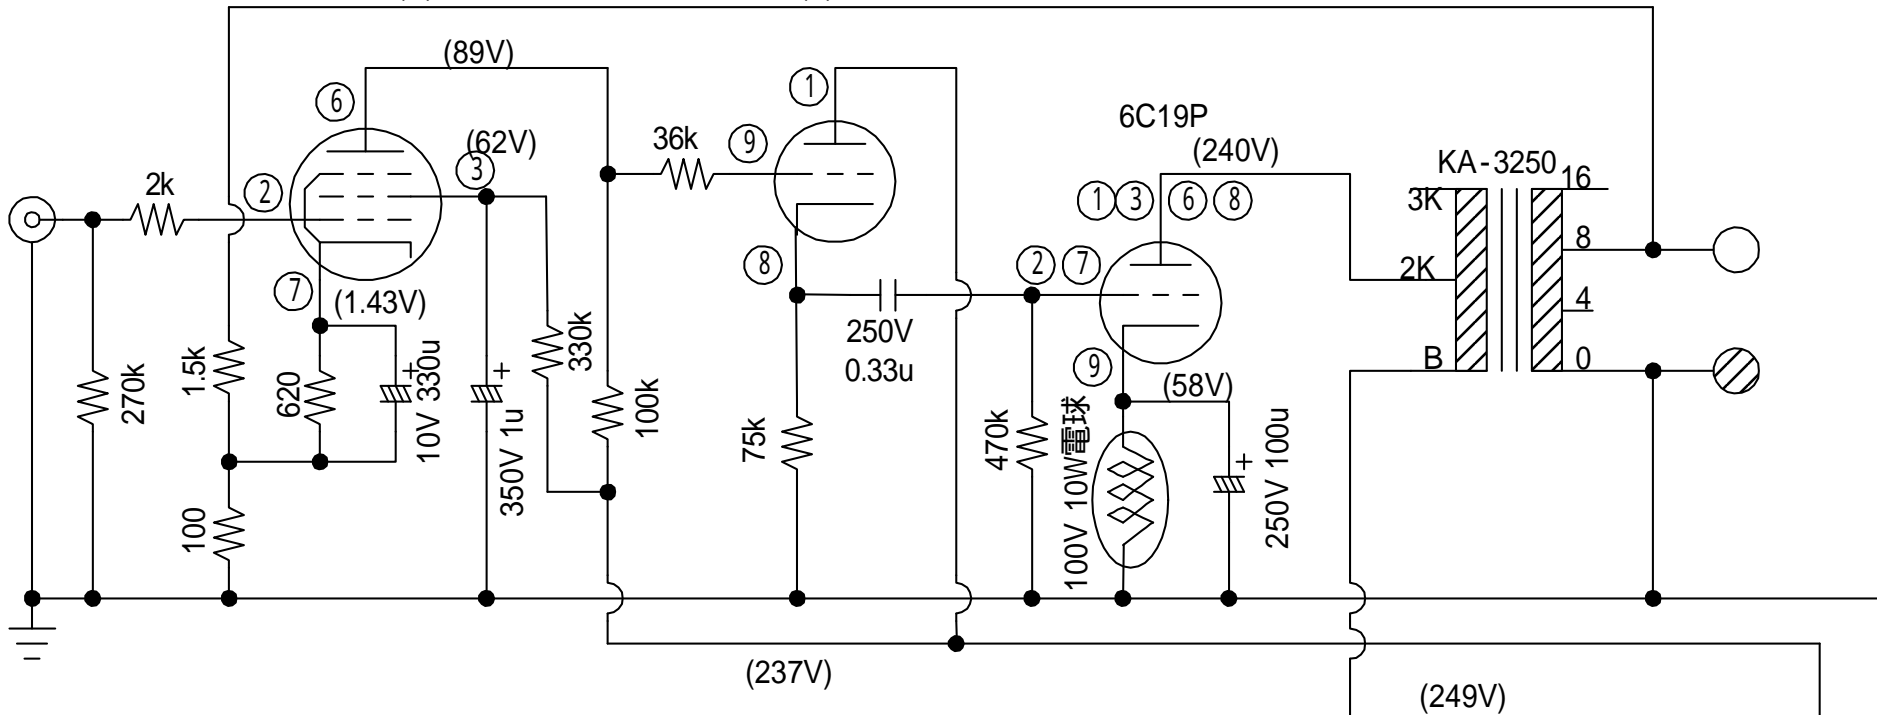 (89V)
⑥
①
6C19P
(62V)
③
36k
⑨
(240V)
KA-3250
16
2k
②
①③⑥⑧
3K
8
⑧
②⑦
2K
⑦
(1.43V)
4
250V
0.33u
1.5k
330k
B
0
⑨
(58V)
270k
620
10V 330u
+
350V 1u
+
100k
75k
470k
100V 10W電球
250V 100u
+
100
(237V)
(249V)